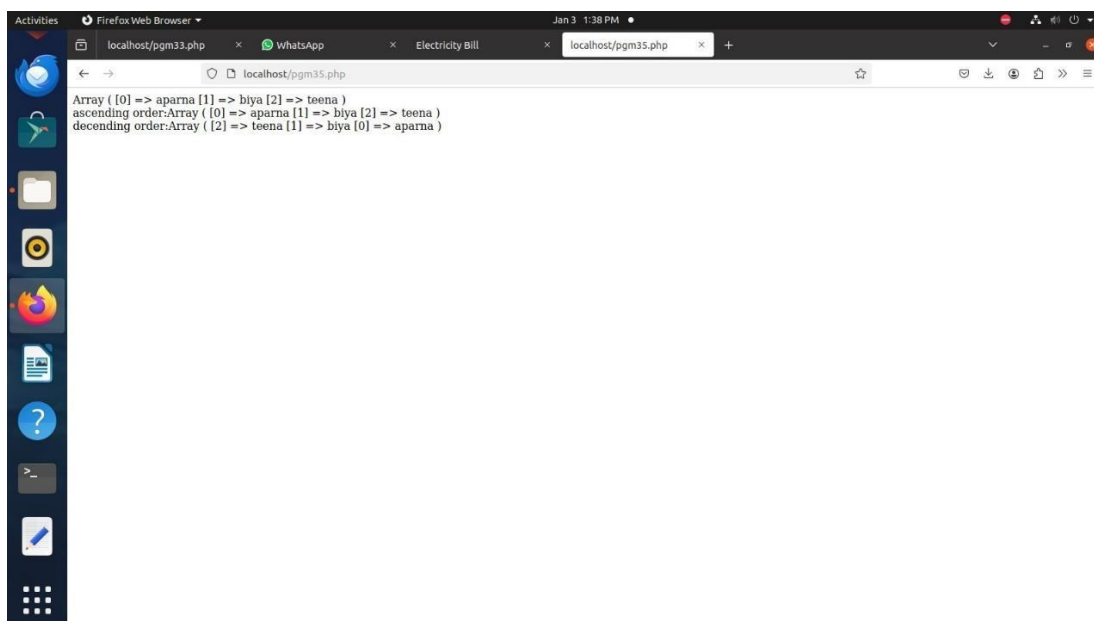 Activities Firefox Web Browser Jan 3 1:38 PM
localhost/pgm33.php × WhatsApp × Electricity Bill × localhost/pgm35.php × +
localhost/pgm35.php
Array ( [0] => aparna [1] => biya [2] => teena )
ascending order:Array ( [0] => aparna [1] => biya [2] => teena )
decending order:Array ( [2] => teena [1] => biya [0] => aparna )